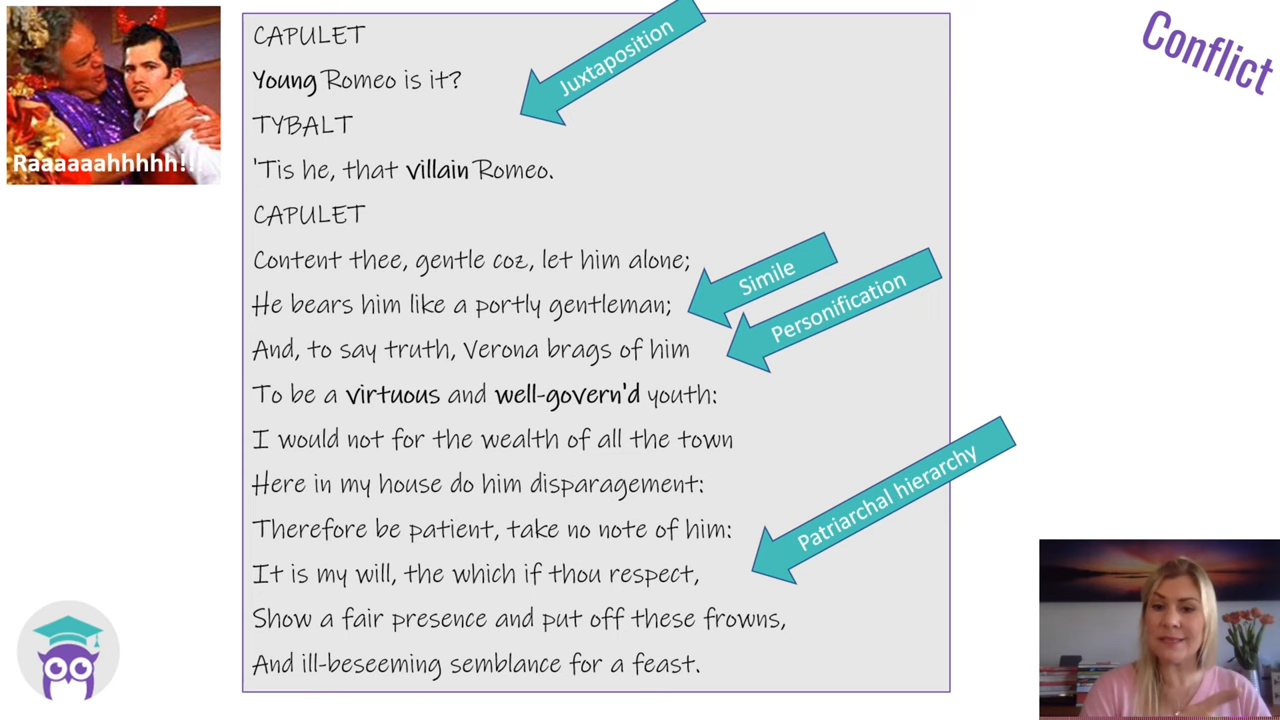 Raaaaaahhhhh!!!
CAPULET
Young Romeo is it?
TYBALT
'Tis he, that villain Romeo.
CAPULET
Content thee, gentle coz, let him alone;
He bears him like a portly gentleman;
And, to say truth, Verona brags of him
To be a virtuous and well-govern'd youth:
I would not for the wealth of all the town
Here in my house do him disparagement:
Therefore be patient, take no note of him:
It is my will, the which if thou respect,
Show a fair presence and put off these frowns,
And ill-beseeming semblance for a feast.
Juxtaposition
Simile
Personification
Patriarchal hierarchy
Conflict